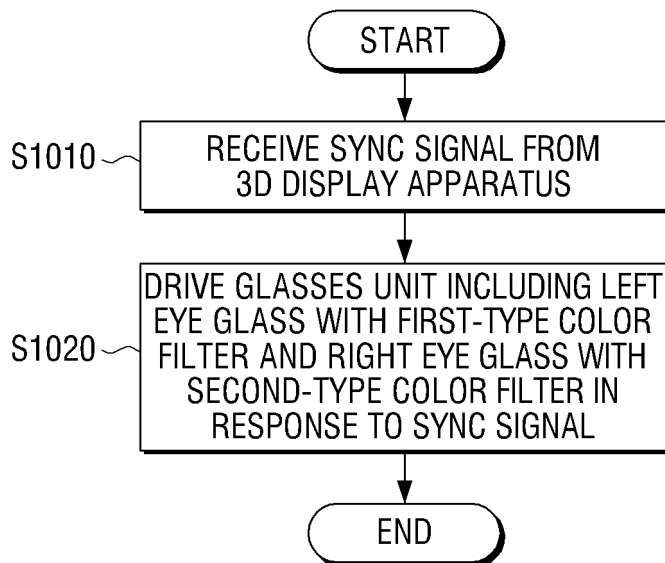 START
S1010
RECEIVE SYNC SIGNAL FROM
3D DISPLAY APPARATUS
S1020
DRIVE GLASSES UNIT INCLUDING LEFT
EYE GLASS WITH FIRST-TYPE COLOR
FILTER AND RIGHT EYE GLASS WITH
SECOND-TYPE COLOR FILTER IN
RESPONSE TO SYNC SIGNAL
END